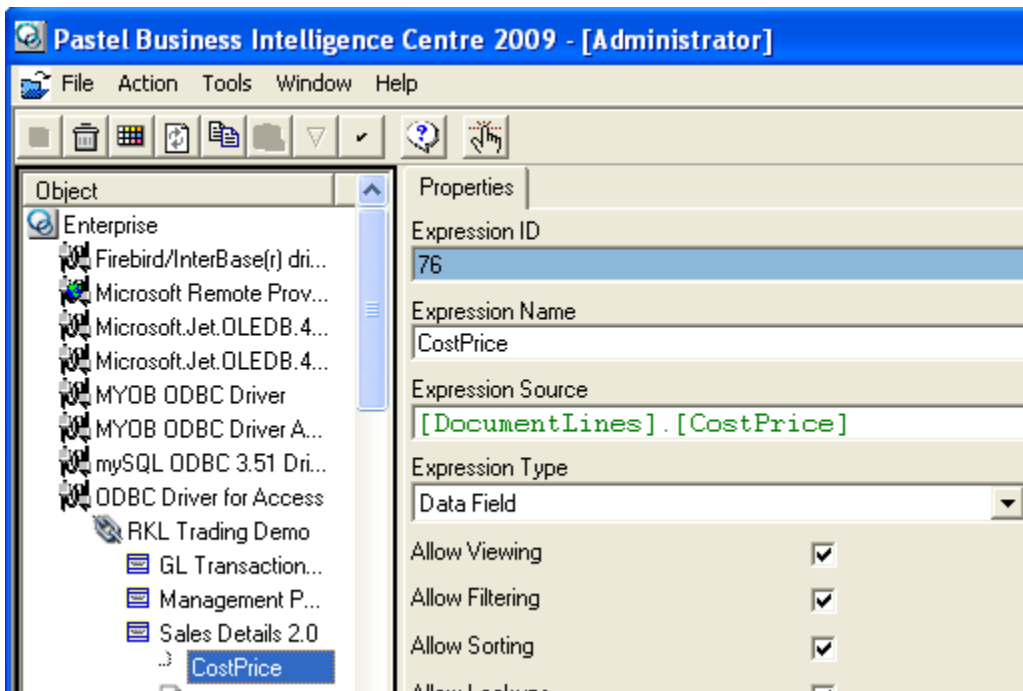 Pastel Business Intelligence Centre 2009 - [Administrator]
File Action Tools Window Help
Object
Enterprise
Firebird/InterBase(r) dri...
Microsoft Remote Prov...
Microsoft.Jet.OLEDB.4...
Microsoft.Jet.OLEDB.4...
MYOB ODBC Driver
MYOB ODBC Driver A...
mySQL ODBC 3.51 Dri...
ODBC Driver for Access
RKL Trading Demo
GL Transaction...
Management P...
Sales Details 2.0
CostPrice
Properties
Expression ID
76
Expression Name
CostPrice
Expression Source
[DocumentLines].[CostPrice]
Expression Type
Data Field
Allow Viewing
Allow Filtering
Allow Sorting